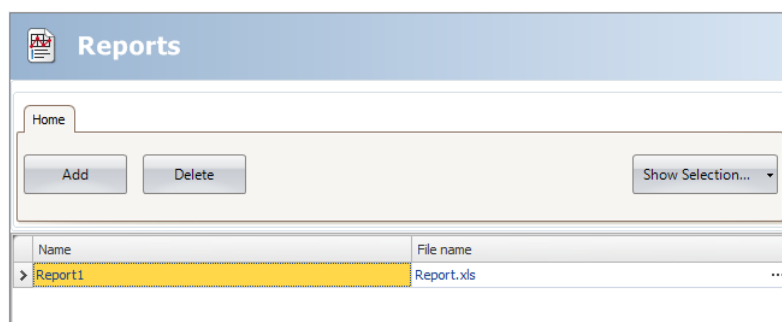 Reports
Home
Add Delete Show Selection...
Name File name
Report1 Report.xls ...